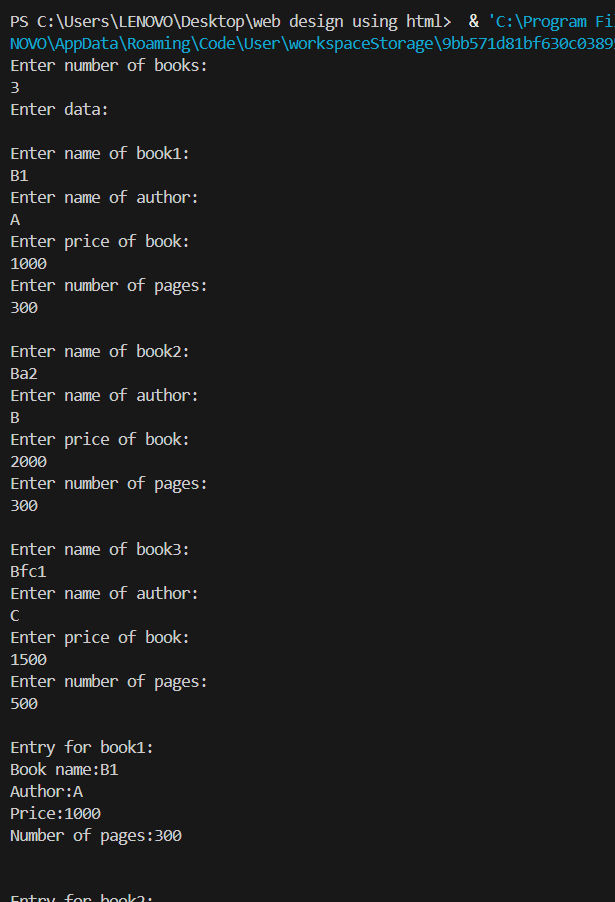 PS C:\Users\LENOVO\Desktop\web design using html>  & 'C:\Program Fi
NOVO\AppData\Roaming\Code\User\workspaceStorage\9bb571d81bf630c0389
Enter number of books:
3
Enter data:
Enter name of book1:
B1
Enter name of author:
A
Enter price of book:
1000
Enter number of pages:
300
Enter name of book2:
Ba2
Enter name of author:
B
Enter price of book:
2000
Enter number of pages:
300
Enter name of book3:
Bfc1
Enter name of author:
C
Enter price of book:
1500
Enter number of pages:
500
Entry for book1:
Book name:B1
Author:A
Price:1000
Number of pages:300
Entry for book2: